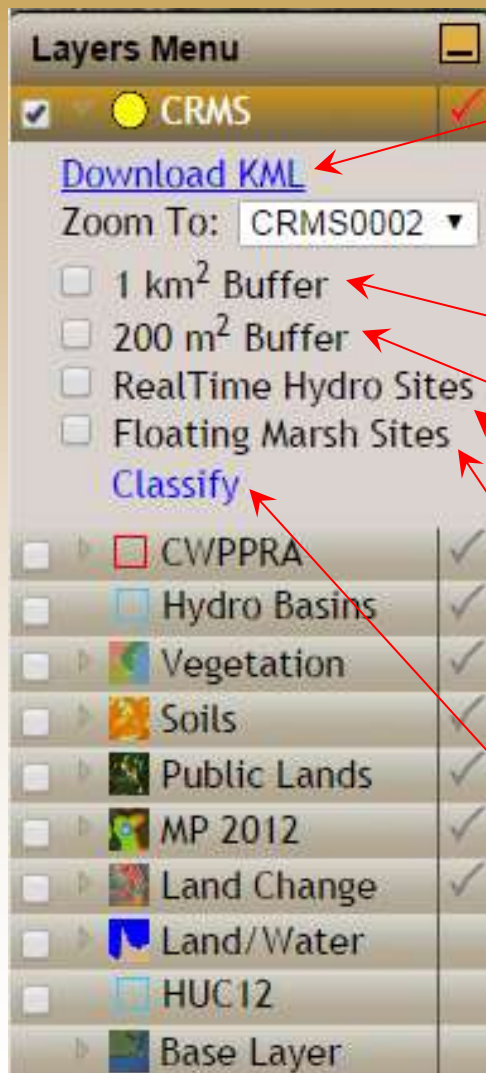 Layers Menu
CRMS
Download KML
Zoom To: CRMS0002
1 km² Buffer
200 m² Buffer
RealTime Hydro Sites
Floating Marsh Sites
Classify
CWPPRA
Hydro Basins
Vegetation
Soils
Public Lands
MP 2012
Land Change
Land/Water
HUC12
Base Layer